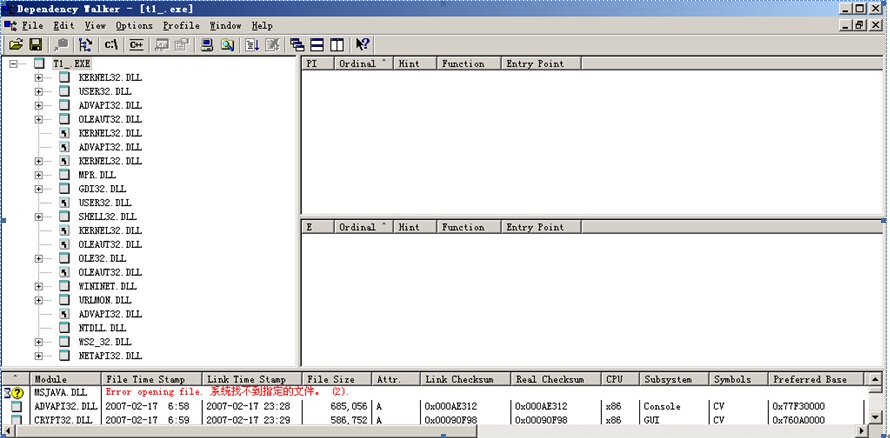 Dependency Walker - [t1_.exe]
File Edit View Options Profile Window Help
c:\ C++
T1_.EXE
KERNEL32.DLL
USER32.DLL
ADVAPI32.DLL
OLEAUT32.DLL
KERNEL32.DLL
ADVAPI32.DLL
KERNEL32.DLL
MPR.DLL
GDI32.DLL
USER32.DLL
SHELL32.DLL
KERNEL32.DLL
OLEAUT32.DLL
OLE32.DLL
OLEAUT32.DLL
WININET.DLL
URLMON.DLL
ADVAPI32.DLL
NTDLL.DLL
WS2_32.DLL
NETAPI32.DLL
PI Ordinal ^ Hint Function Entry Point
E Ordinal ^ Hint Function Entry Point
^ Module File Time Stamp Link Time Stamp File Size Attr. Link Checksum Real Checksum CPU Subsystem Symbols Preferred Base
MSJAVA.DLL Error opening file. 系统找不到指定的文件。 (2).
ADVAPI32.DLL 2007-02-17 6:58 2007-02-17 23:28 685,056 A 0x000AE312 0x000AE312 x86 Console CV 0x77F30000
CRYPT32.DLL 2007-02-17 6:59 2007-02-17 23:29 586,752 A 0x00090F98 0x00090F98 x86 GUI CV 0x760A0000